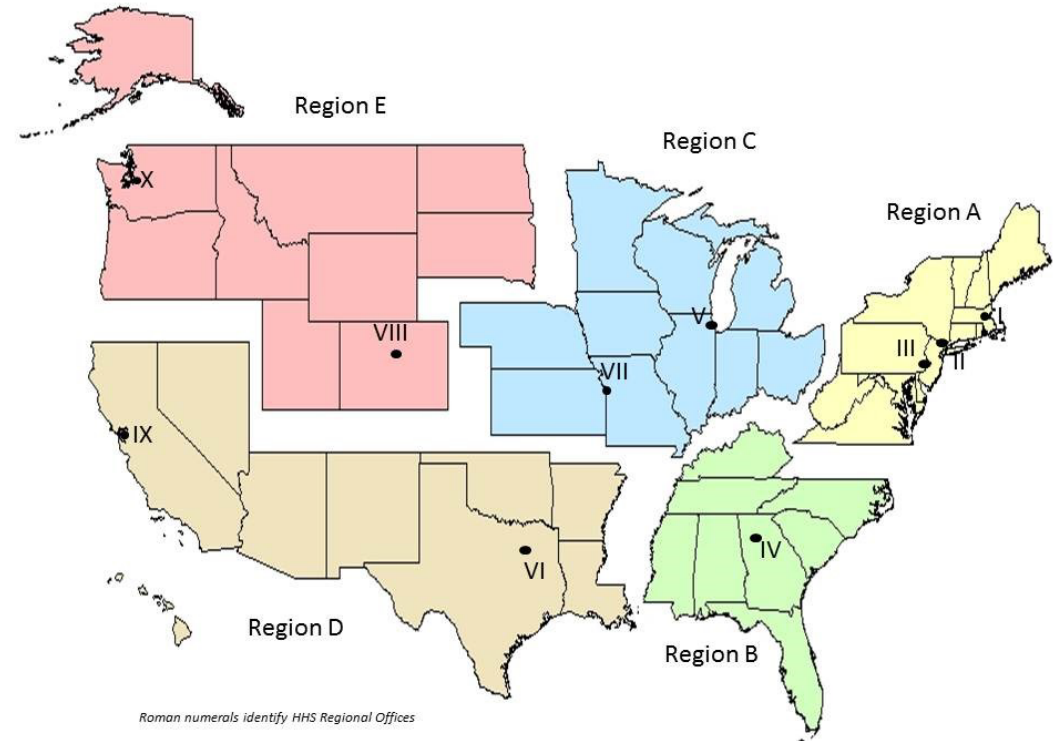 Region E
Region C
X
Region A
VIII
V
I
III
II
VII
IX
IV
VI
Region D
Region B
Roman numerals identify HHS Regional Offices